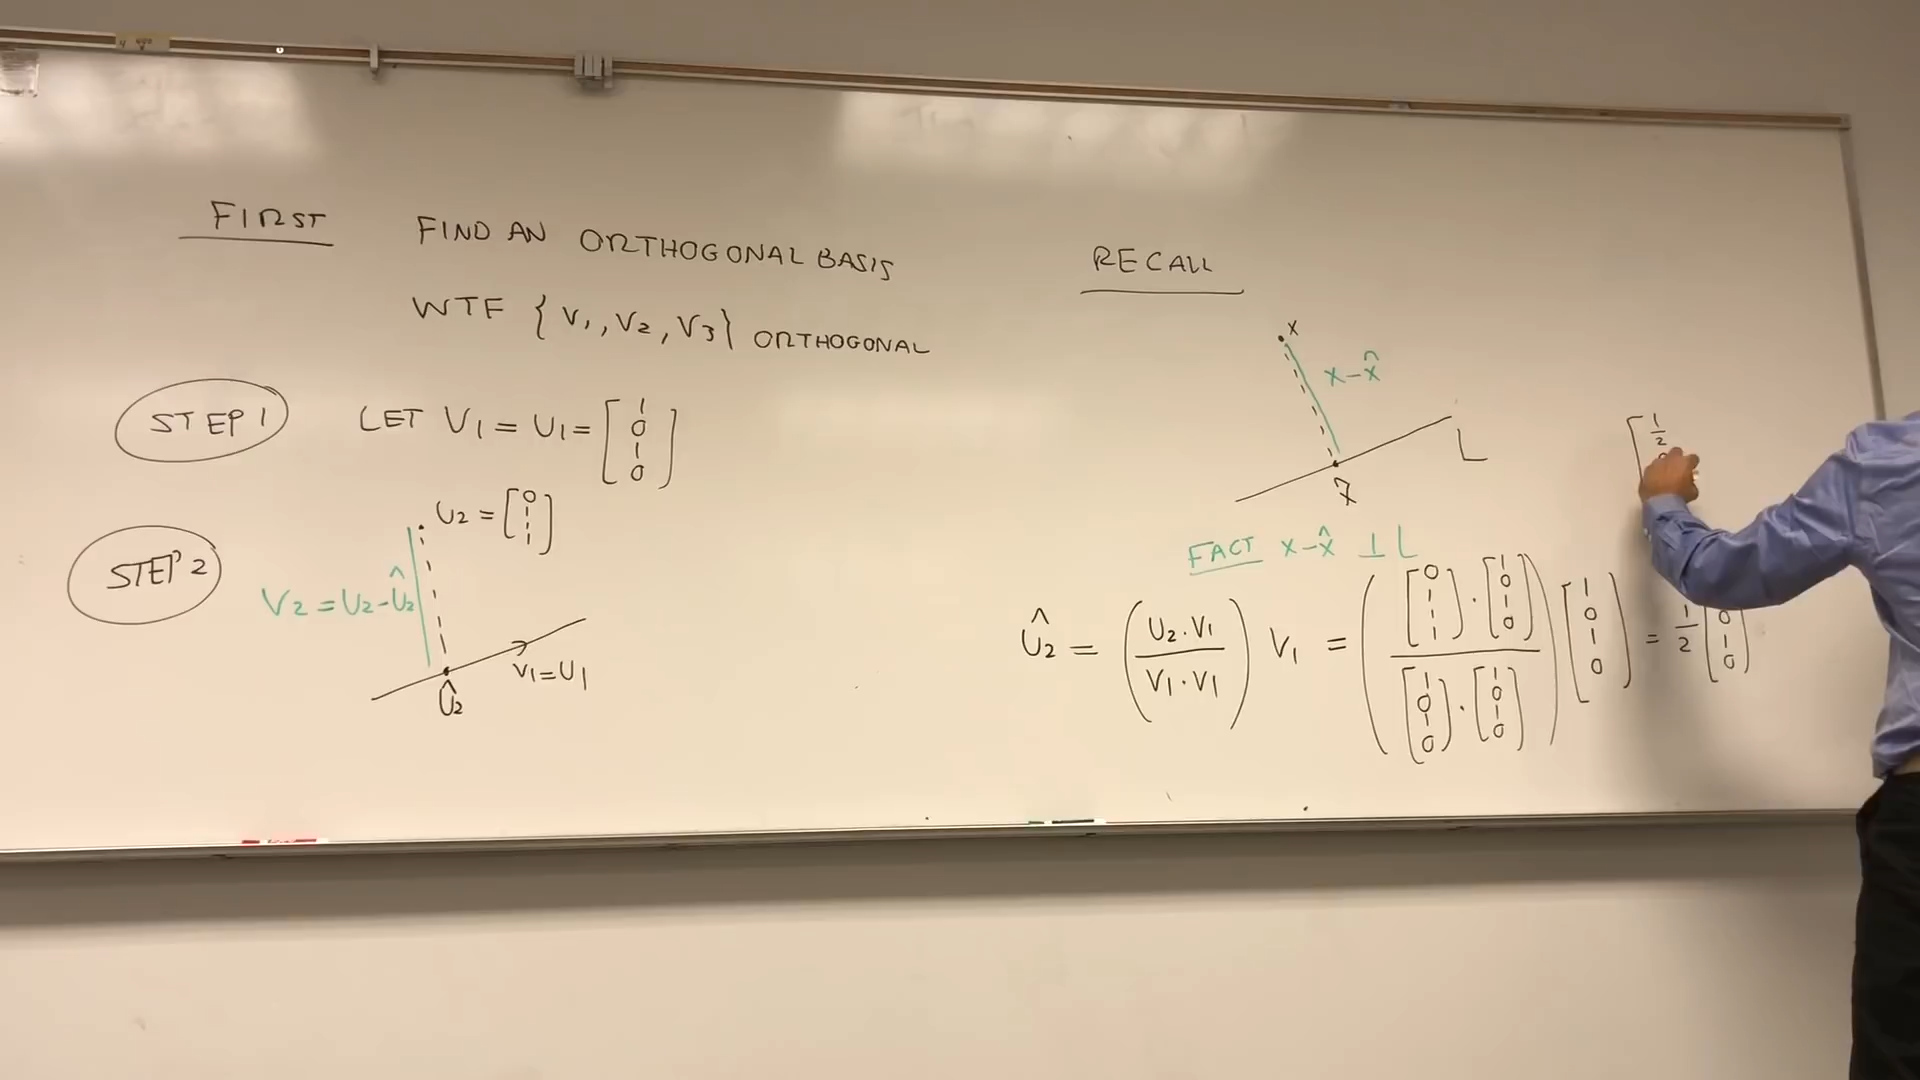 FIRST FIND AN ORTHOGONAL BASIS
WTF {V1, V2, V3} ORTHOGONAL
STEP 1 LET V1 = U1 = [1 0 1 0]
STEP 2
U2 = [0 1 1 1]
V2 = U2 - Û2
V1 = U1
Û2
RECALL
x
x - x̂
L
x̂
FACT x - x̂ ⊥ L
Û2 = (U2 · V1 / V1 · V1) V1 = ([0 1 1 1] · [1 0 1 0] / [1 0 1 0] · [1 0 1 0]) [1 0 1 0] = 1/2 [0 1 0]
[1/2